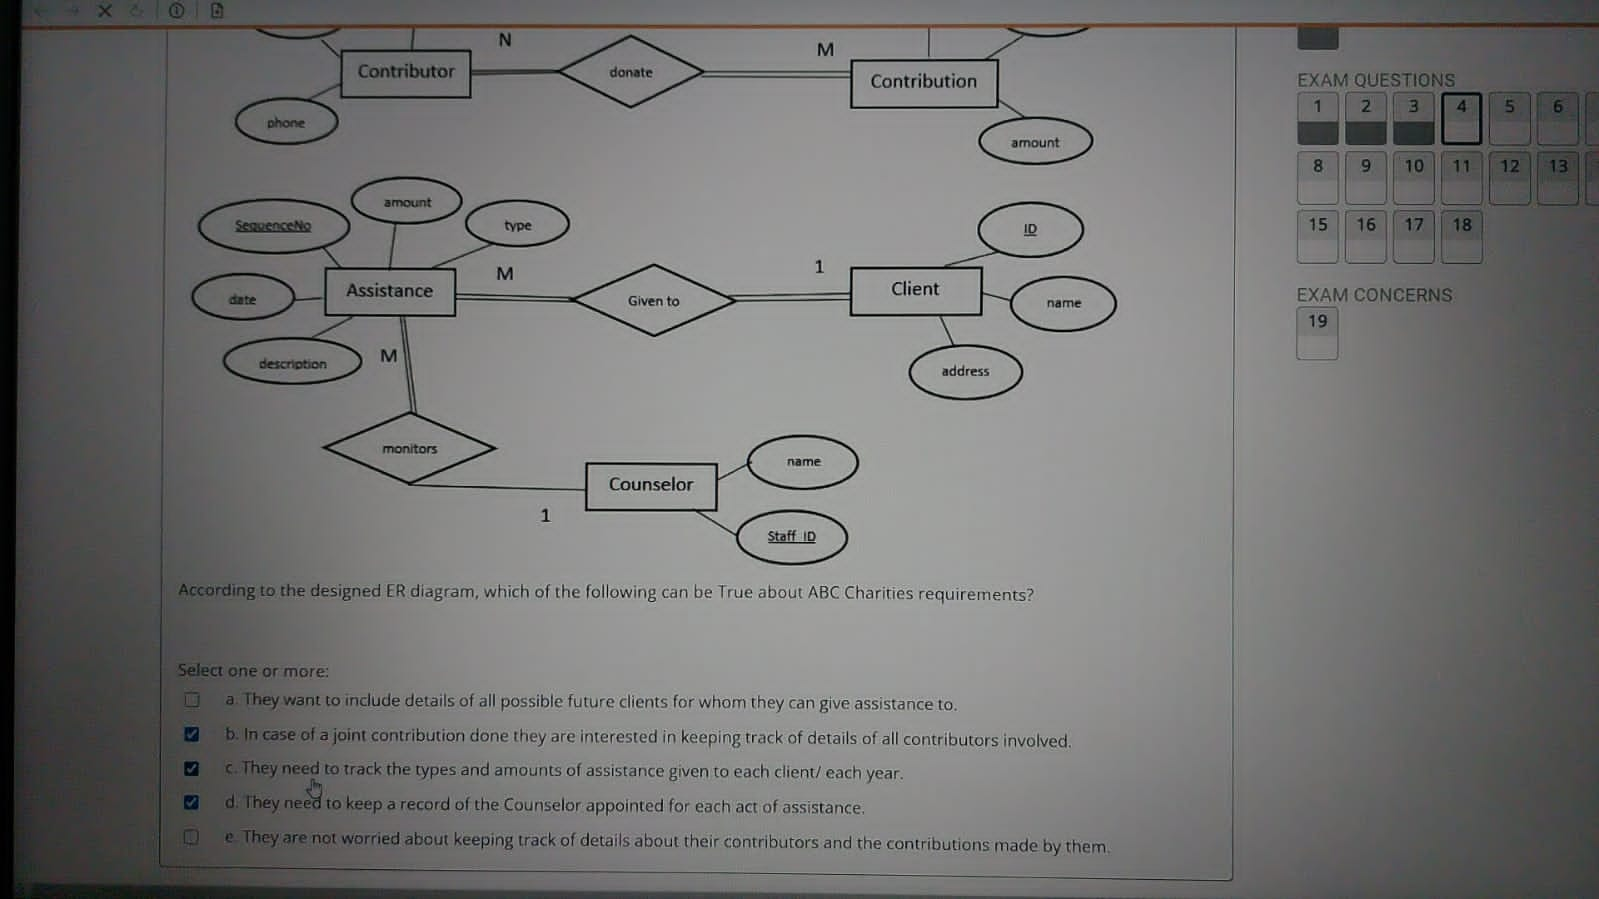 N
M
Contributor
donate
Contribution
phone
amount
EXAM QUESTIONS
1 2 3 4 5 6
8 9 10 11 12 13
15 16 17 18
EXAM CONCERNS
19
SequenceNo
amount
type
ID
M
1
date
Assistance
Given to
Client
name
description
M
address
monitors
name
Counselor
1
Staff_ID
According to the designed ER diagram, which of the following can be True about ABC Charities requirements?
Select one or more:
a. They want to include details of all possible future clients for whom they can give assistance to.
b. In case of a joint contribution done they are interested in keeping track of details of all contributors involved.
c. They need to track the types and amounts of assistance given to each client/ each year.
d. They need to keep a record of the Counselor appointed for each act of assistance.
e. They are not worried about keeping track of details about their contributors and the contributions made by them.